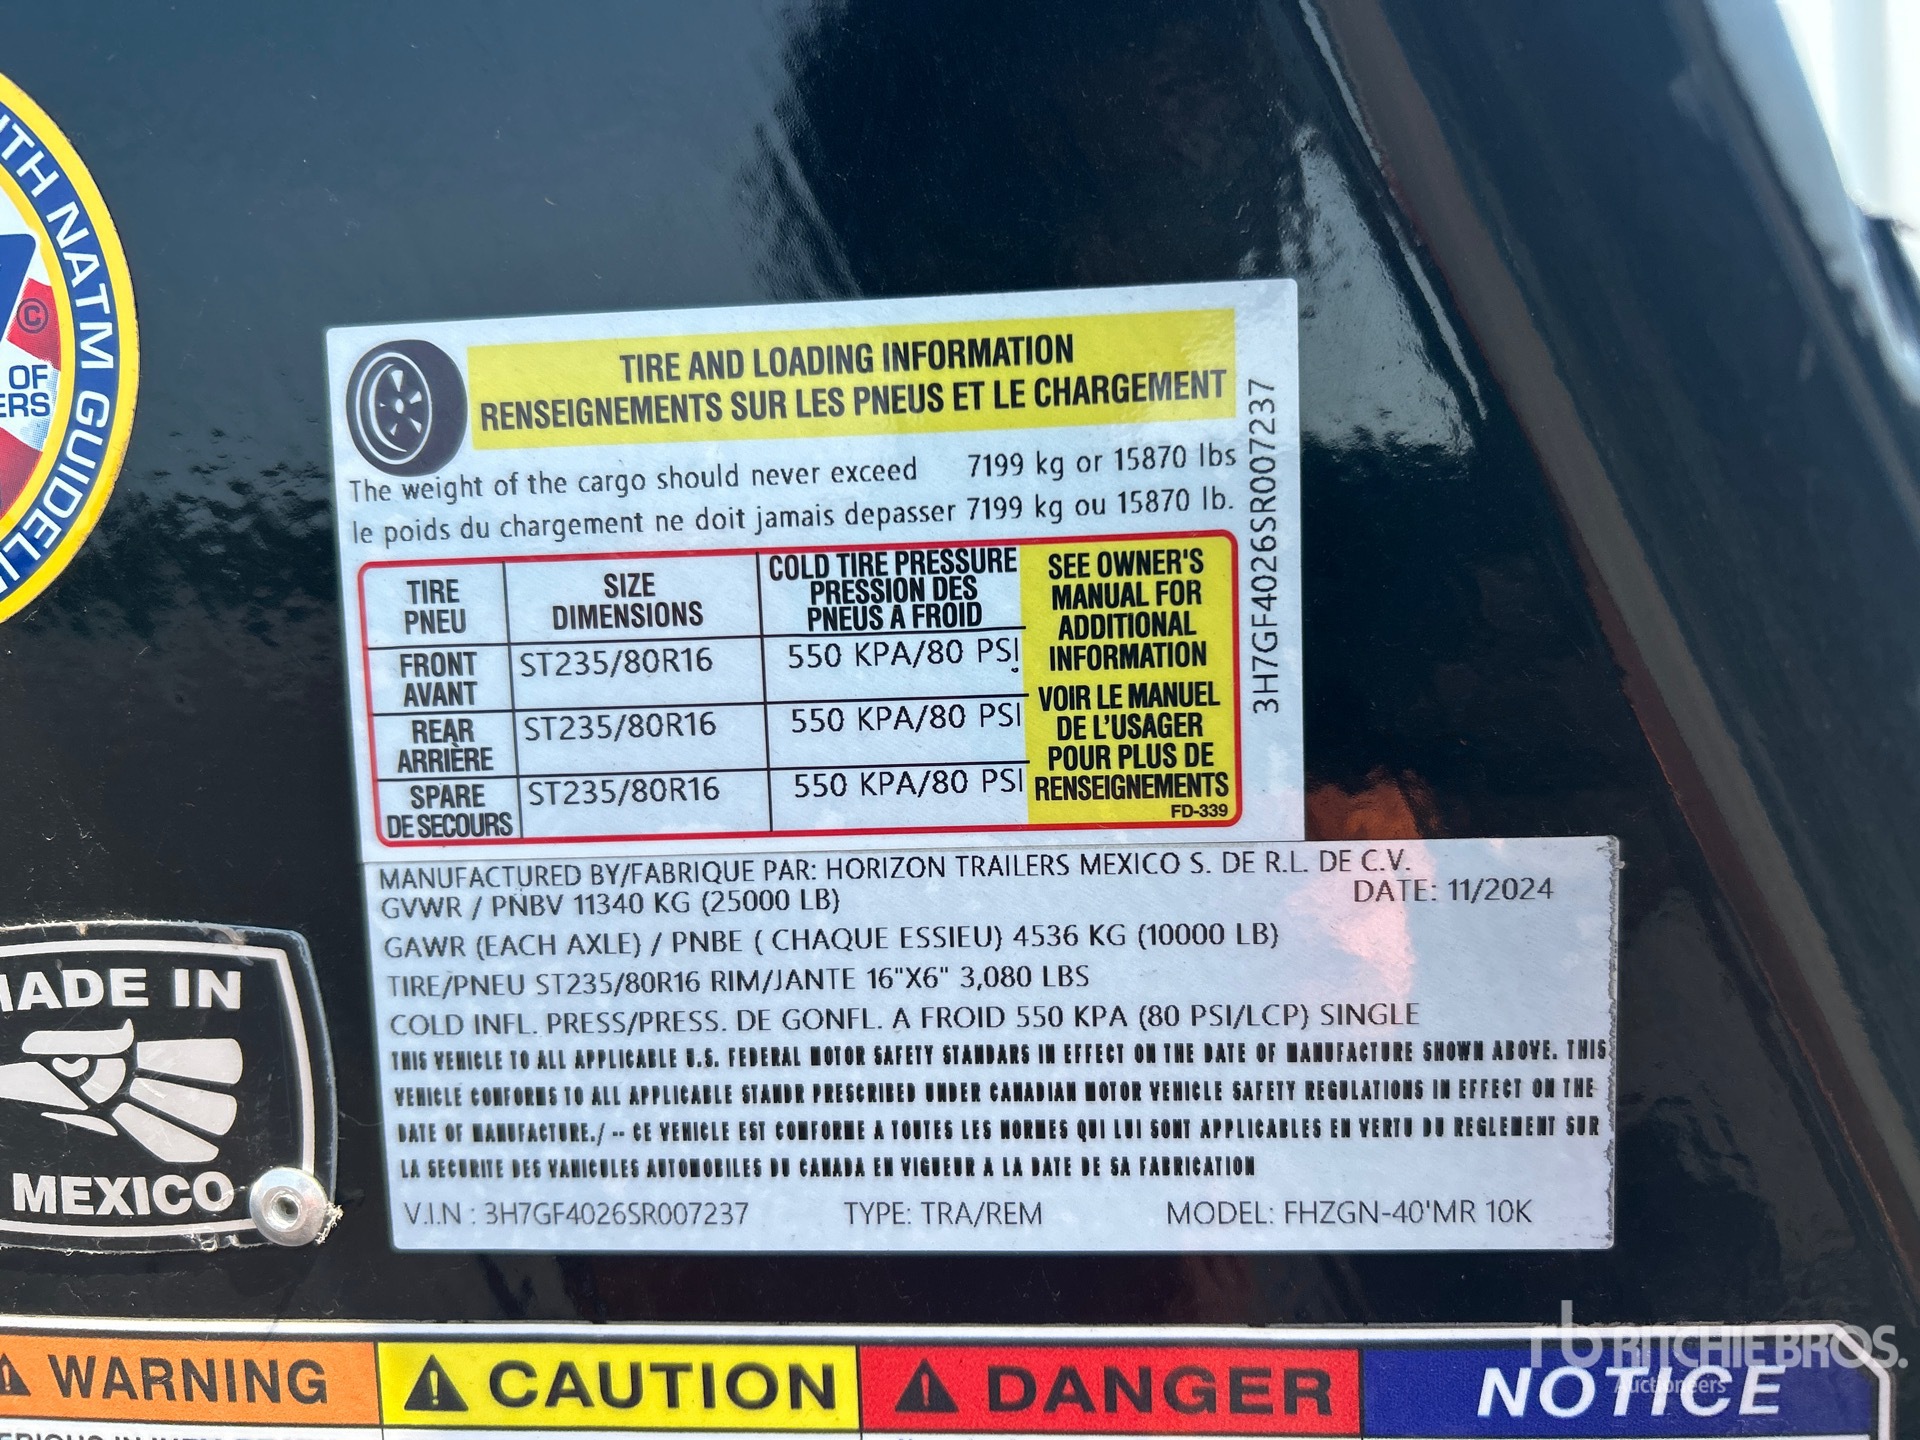 ITH NATM GUIDELI
©
OF
ERS
TIRE AND LOADING INFORMATION
RENSEIGNEMENTS SUR LES PNEUS ET LE CHARGEMENT
The weight of the cargo should never exceed 7199 kg or 15870 lbs
le poids du chargement ne doit jamais depasser 7199 kg ou 15870 lb.
3H7GF4026SR007237
TIRE
PNEU
SIZE
DIMENSIONS
COLD TIRE PRESSURE
PRESSION DES
PNEUS A FROID
FRONT
AVANT
ST235/80R16
550 KPA/80 PSI
REAR
ARRIÈRE
ST235/80R16
550 KPA/80 PSI
SPARE
DE SECOURS
ST235/80R16
550 KPA/80 PSI
SEE OWNER'S
MANUAL FOR
ADDITIONAL
INFORMATION
VOIR LE MANUEL
DE L'USAGER
POUR PLUS DE
RENSEIGNEMENTS
FD-339
MANUFACTURED BY/FABRIQUE PAR: HORIZON TRAILERS MEXICO S. DE R.L. DE C.V.
GVWR / PNBV 11340 KG (25000 LB) DATE: 11/2024
GAWR (EACH AXLE) / PNBE ( CHAQUE ESSIEU) 4536 KG (10000 LB)
TIRE/PNEU ST235/80R16 RIM/JANTE 16"X6" 3,080 LBS
COLD INFL. PRESS/PRESS. DE GONFL. A FROID 550 KPA (80 PSI/LCP) SINGLE
THIS VEHICLE TO ALL APPLICABLE U.S. FEDERAL MOTOR SAFETY STANDARS IN EFFECT ON THE DATE OF MANUFACTURE SHOWN ABOVE. THIS
VEHICLE CONFORMS TO ALL APPLICABLE STANDR PRESCRIBED UNDER CANADIAN MOTOR VEHICLE SAFETY REGULATIONS IN EFFECT ON THE
DATE OF MANUFACTURE./ -- CE VEHICLE EST CONFORME A TOUTES LES NORMES QUI LUI SONT APPLICABLES EN VERTU DU REGLEMENT SUR
LA SECURITE DES VAHICULES AUTOMOBILES DU CANADA EN VIGUEUR A LA DATE DE SA FABRICATION
V.I.N : 3H7GF4026SR007237 TYPE: TRA/REM MODEL: FHZGN-40'MR 10K
MADE IN
MEXICO
WARNING
CAUTION
DANGER
NOTICE
rb RITCHIE BROS.
Auctioneers